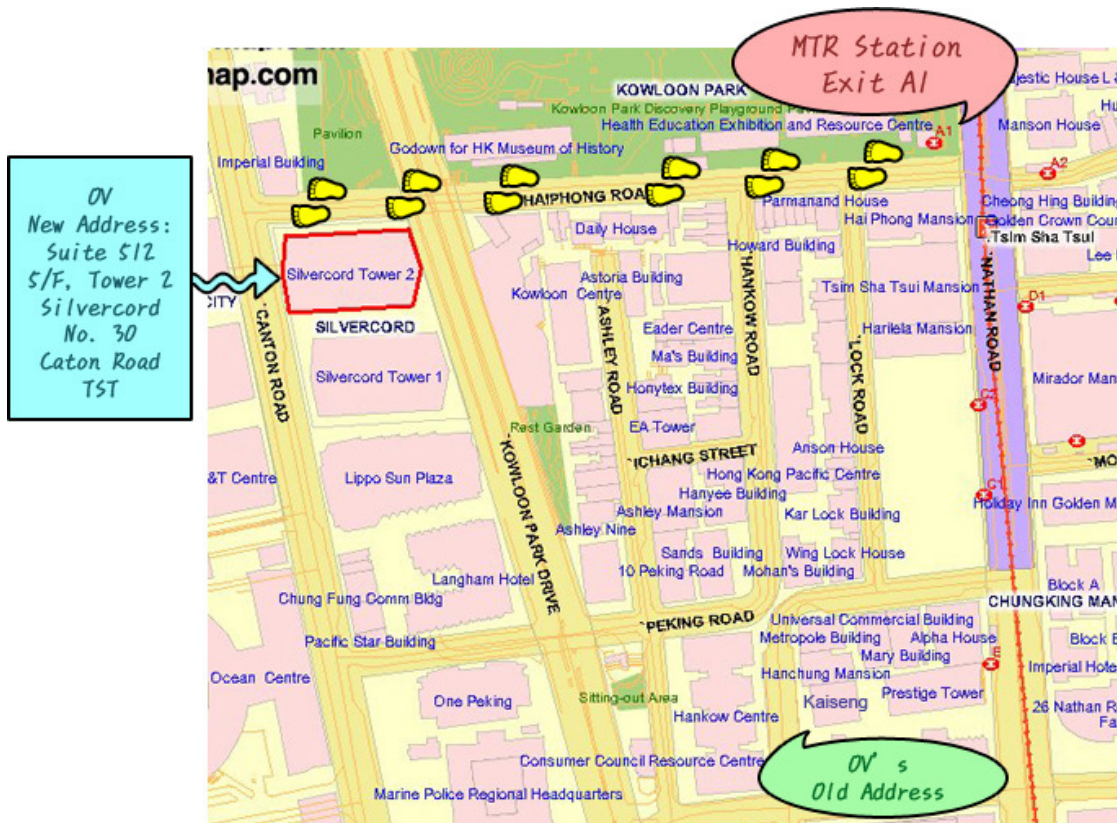 map.com
MTR Station
Exit A1
KOWLOON PARK
Kowloon Park Discovery Playground
Health Education Exhibition and Resource Centre
Majestic House
Manson House
A1
A2
Pavilion
Imperial Building
Godown for HK Museum of History
HAIPHONG ROAD
Parmanand House
Cheong Hing Building
Hai Phong Mansion
Golden Crown
Tsim Sha Tsui
OV
New Address:
Suite 512
5/F, Tower 2
Silvercord
No. 30
Caton Road
TST
Daily House
Howard Building
Silvercord Tower 2
Astoria Building
Kowloon Centre
Tsim Sha Tsui Mansion
CITY
SILVERCORD
CANTON ROAD
ASHLEY ROAD
HANKOW ROAD
LOCK ROAD
NATHAN ROAD
D1
Eader Centre
Harilela Mansion
Ma's Building
Silvercord Tower 1
Honytex Building
Mirador
C2
Rest Garden
EA Tower
ICHANG STREET
Anson House
Lippo Sun Plaza
KOWLOON PARK DRIVE
Hong Kong Pacific Centre
&T Centre
Hanyee Building
C1
Holiday Inn Golden
Ashley Mansion
Kar Lock Building
Ashley Nine
Sands Building
Wing Lock House
10 Peking Road
Mohan's Building
Langham Hotel
Chung Fung Comm Bldg
Block A
CHUNGKING
PEKING ROAD
Universal Commercial Building
Pacific Star Building
Metropole Building
Alpha House
Mary Building
Block
E
Ocean Centre
Hanchung Mansion
Imperial
One Peking
Sitting-out Area
Kaiseng
Prestige Tower
Hankow Centre
26 Nathan
Consumer Council Resource Centre
OV's
Old Address
Marine Police Regional Headquarters